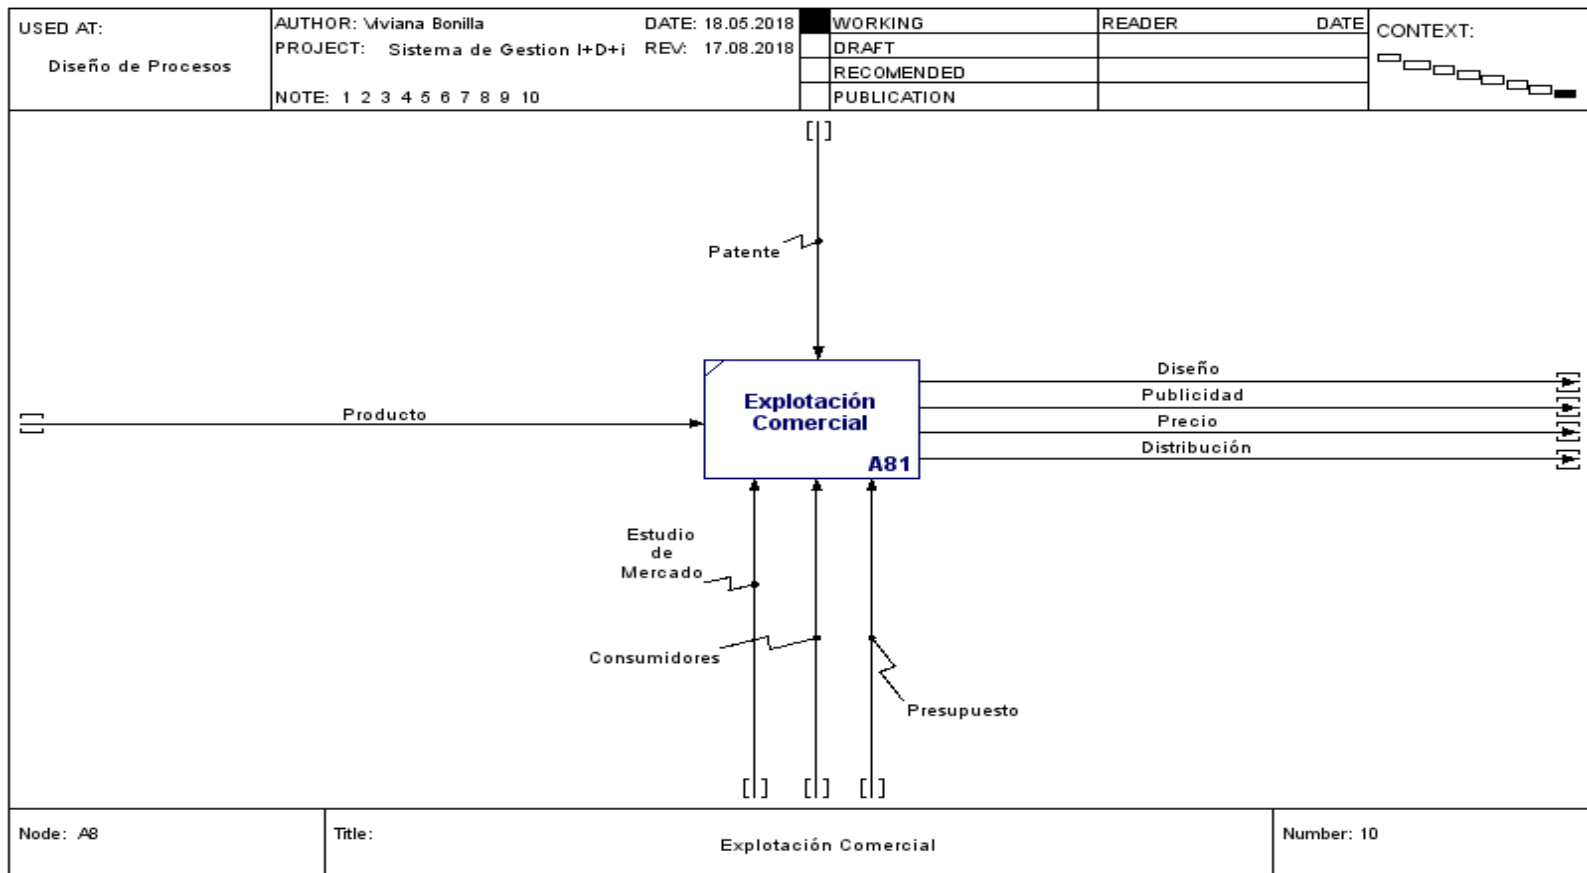 USED AT:
Diseño de Procesos
AUTHOR: Viviana Bonilla
DATE: 18.05.2018
PROJECT: Sistema de Gestion I+D+i
REV: 17.08.2018
NOTE: 1 2 3 4 5 6 7 8 9 10
WORKING
DRAFT
RECOMENDED
PUBLICATION
READER
DATE
CONTEXT:
[]
Patente
Diseño
[]
Publicidad
[]
Precio
[]
Distribución
[]
[]
Producto
Explotación
Comercial
A81
Estudio
de
Mercado
Consumidores
Presupuesto
[] [] []
Node: A8
Title:
Explotación Comercial
Number: 10